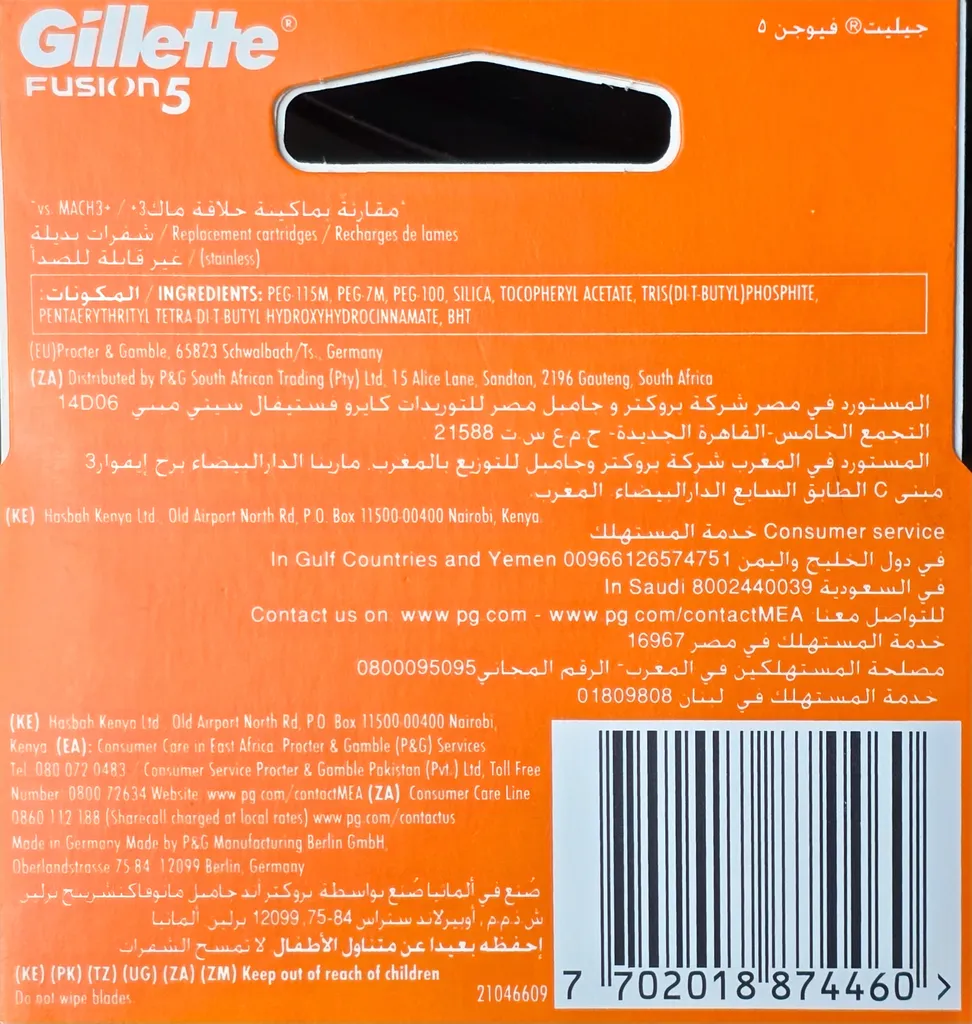 Gillette®
FUSION5
جيليت® فيوجن ٥
"vs. MACH3+ / +3مقارنةً بماكينة حلاقة ماك"
شفرات بديلة / Replacement cartridges / Recharges de lames
غير قابلة للصدأ / (stainless)
المكونات: / INGREDIENTS: PEG-115M, PEG-7M, PEG-100, SILICA, TOCOPHERYL ACETATE, TRIS(DI-T-BUTYL)PHOSPHITE,
PENTAERYTHRITYL TETRA-DI-T-BUTYL HYDROXYHYDROCINNAMATE, BHT
(EU)Procter & Gamble, 65823 Schwalbach/Ts., Germany
(ZA) Distributed by P&G South African Trading (Pty) Ltd, 15 Alice Lane, Sandton, 2196 Gauteng, South Africa
المستورد في مصر شركة بروكتر و جامبل مصر للتوريدات كايرو فستيفال سيتي مبنى 14D06
التجمع الخامس-القاهرة الجديدة- ج م ع س ت 21588
المستورد في المغرب شركة بروكتر وجامبل للتوزيع بالمغرب. مارينا الدارالبيضاء برج إيفوار3
مبنى C الطابق السابع الدارالبيضاء. المغرب.
(KE) Hasbah Kenya Ltd., Old Airport North Rd, P.O. Box 11500-00400 Nairobi, Kenya.
Consumer service خدمة المستهلك
في دول الخليج واليمن In Gulf Countries and Yemen 00966126574751
في السعودية In Saudi 8002440039
للتواصل معنا Contact us on: www.pg.com - www.pg.com/contactMEA
خدمة المستهلك في مصر 16967
مصلحة المستهلكين في المغرب- الرقم المجاني0800095095
خدمة المستهلك في لبنان 01809808
(KE) Hasbah Kenya Ltd., Old Airport North Rd, P.O. Box 11500-00400 Nairobi,
Kenya. (EA): Consumer Care in East Africa: Procter & Gamble (P&G) Services
Tel: 080 072 0483 / Consumer Service Procter & Gamble Pakistan (Pvt.) Ltd, Toll Free
Number: 0800 72634 Website: www.pg.com/contactMEA (ZA) Consumer Care Line
0860 112 188 (Sharecall charged at local rates) www.pg.com/contactus
Made in Germany Made by P&G Manufacturing Berlin GmbH,
Oberlandstrasse 75-84, 12099 Berlin, Germany
صُنع في ألمانيا صُنع بواسطة بروكتر أند جامبل مانوفاكتشرينج برلين
ش.ذ.م.م، أوبيرلاند ستراس 84-75, 12099 برلين, ألمانيا
إحفظه بعيدا عن متناول الأطفال لا تمسح الشفرات
(KE) (PK) (TZ) (UG) (ZA) (ZM) Keep out of reach of children
Do not wipe blades.
21046609
7 702018 874460 >